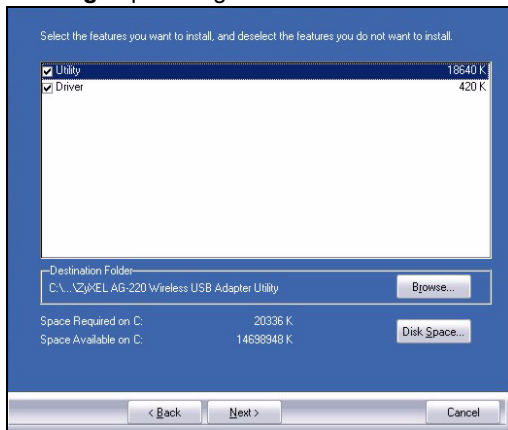 Select the features you want to install, and deselect the features you do not want to install.
Utility 18640 K
Driver 420 K
Destination Folder
C:\...\ZyXEL AG-220 Wireless USB Adapter Utility Browse...
Space Required on C: 20336 K
Space Available on C: 14698948 K
Disk Space...
< Back Next > Cancel